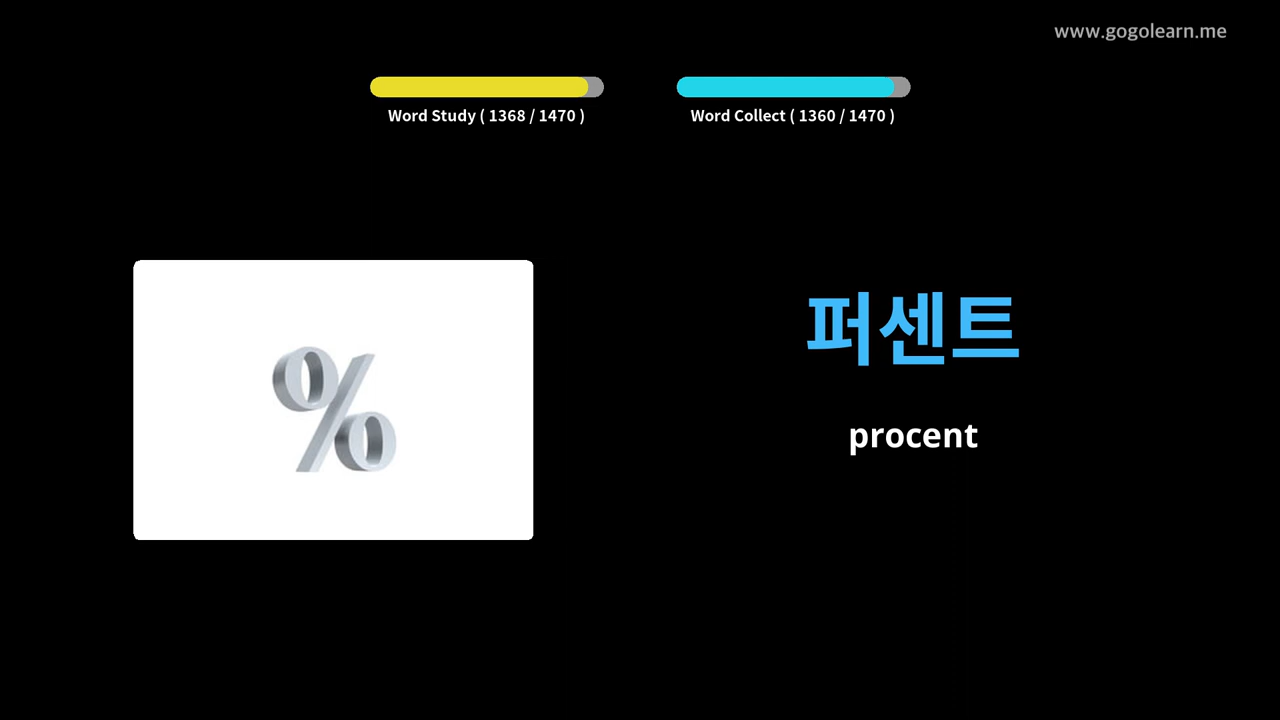 www.gogolearn.me
Word Study ( 1368 / 1470 )
Word Collect ( 1360 / 1470 )
%
퍼센트
procent